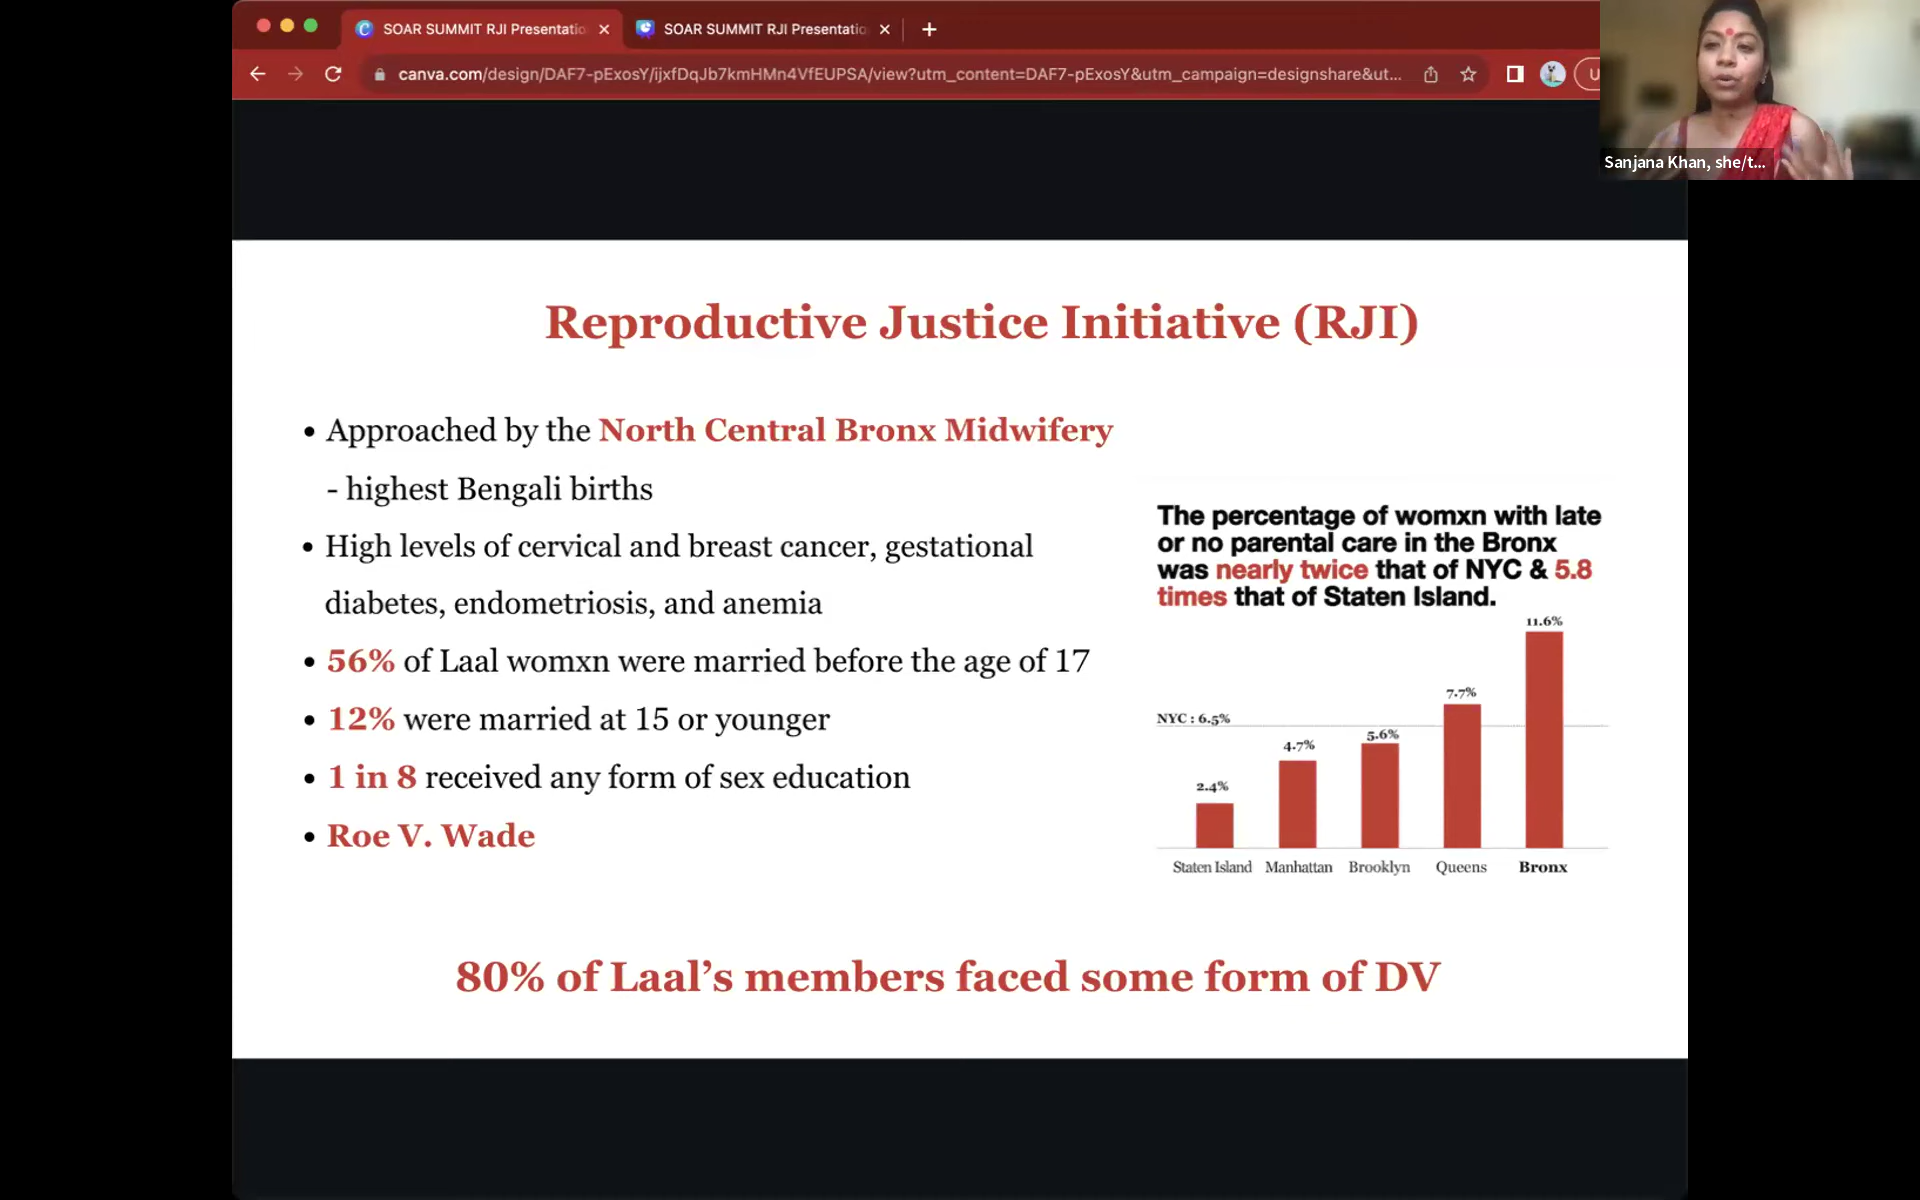 SOAR SUMMIT RJI Presentatio
SOAR SUMMIT RJI Presentatio
canva.com/design/DAF7-pExosY/ijxfDqJb7kmHMn4VfEUPSA/view?utm_content=DAF7-pExosY&utm_campaign=designshare&ut...
U
Sanjana Khan, she/t...
Reproductive Justice Initiative (RJI)
• Approached by the North Central Bronx Midwifery
- highest Bengali births
• High levels of cervical and breast cancer, gestational
diabetes, endometriosis, and anemia
• 56% of Laal womxn were married before the age of 17
• 12% were married at 15 or younger
• 1 in 8 received any form of sex education
• Roe V. Wade
The percentage of womxn with late
or no parental care in the Bronx
was nearly twice that of NYC & 5.8
times that of Staten Island.
11.6%
7.7%
NYC : 6.5%
5.6%
4.7%
2.4%
Staten Island Manhattan Brooklyn Queens Bronx
80% of Laal’s members faced some form of DV